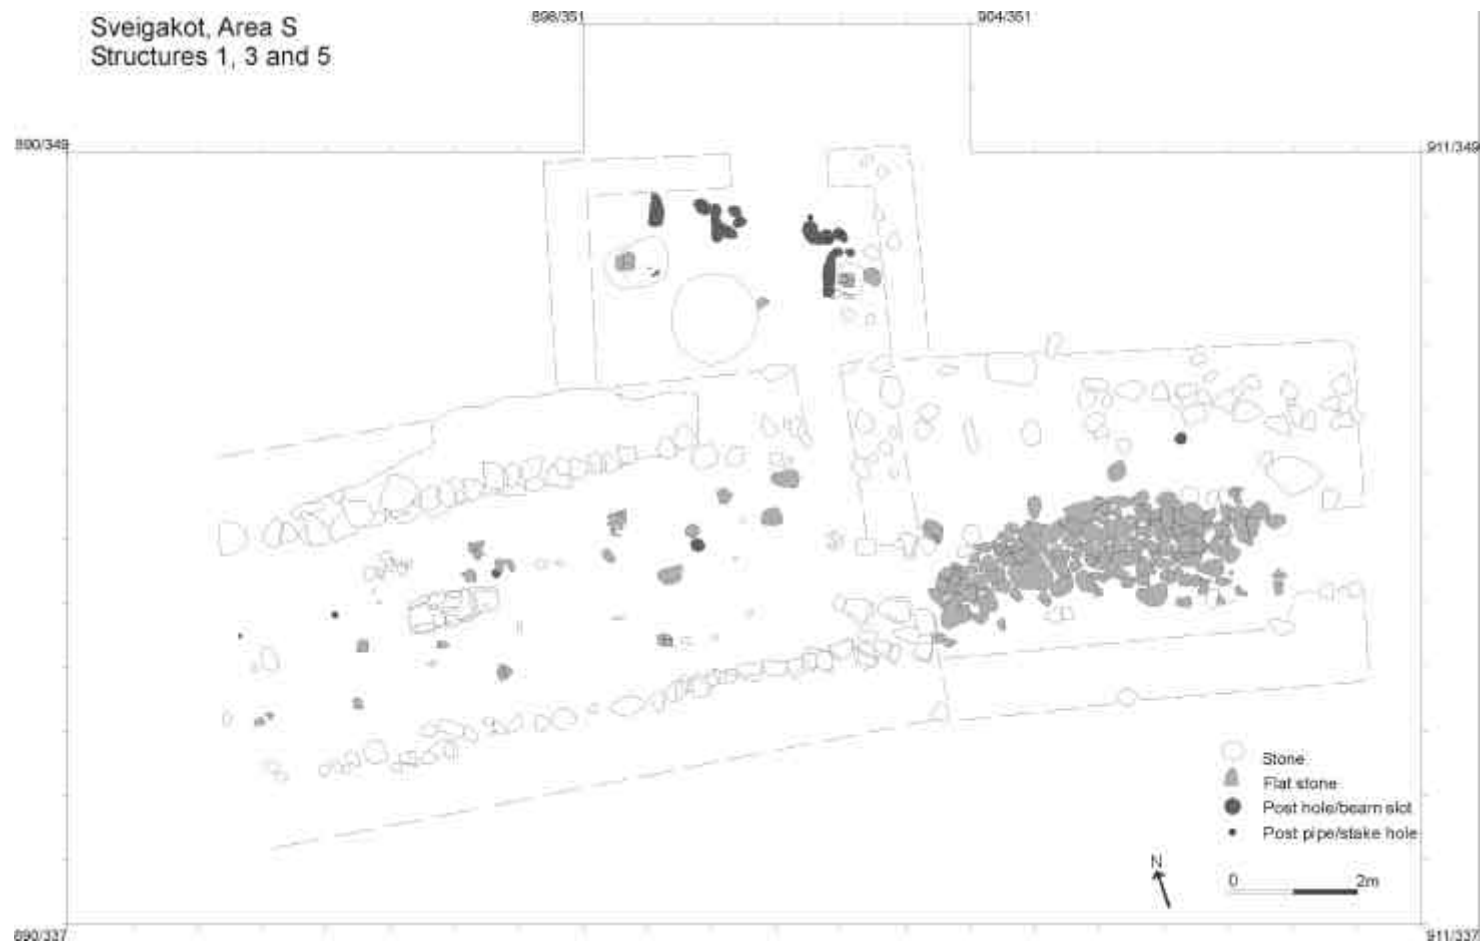 Sveigakot, Area S
Structures 1, 3 and 5
898/351
904/351
890/349
911/349
Stone
Flat stone
Post hole/beam slot
Post pipe/stake hole
N
0 2m
890/337
911/337